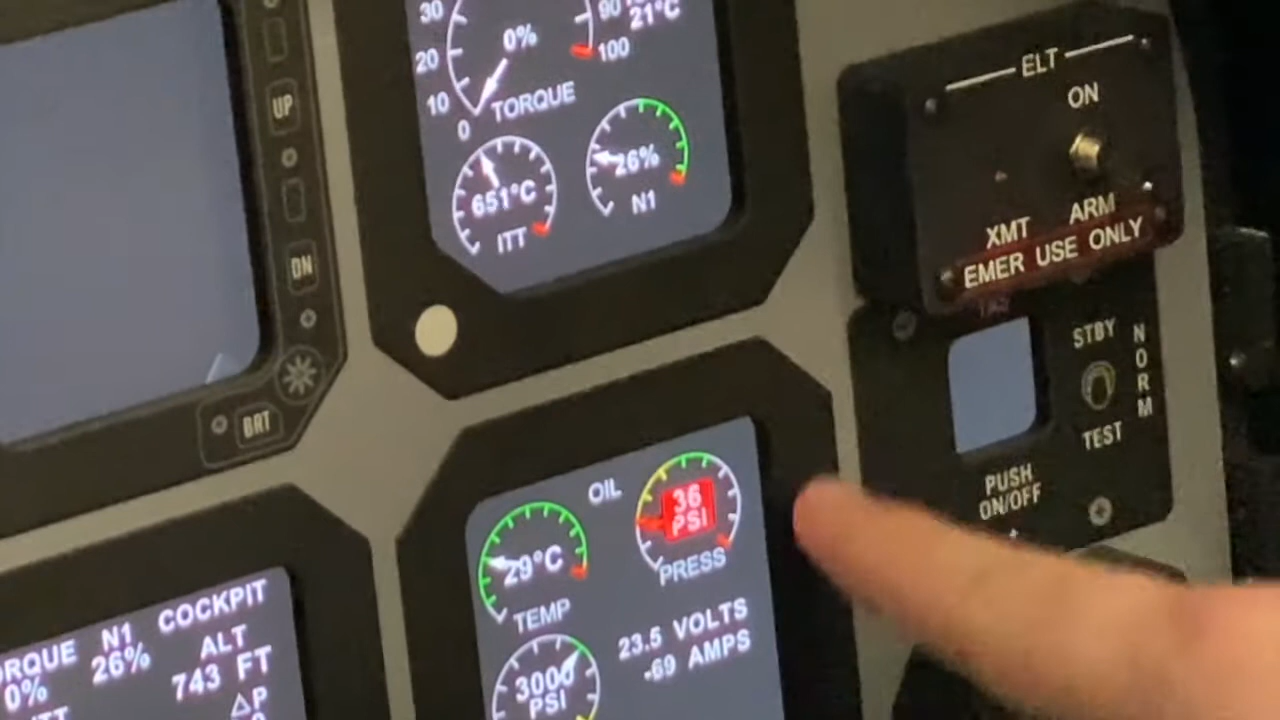 30
20
10
0
0%
TORQUE
90
100
21°C
651°C
ITT
26%
N1
UP
DN
BRT
ELT
ON
XMT
ARM
EMER USE ONLY
STBY
NORM
TEST
PUSH
ON/OFF
OIL
29°C
TEMP
36
PSI
PRESS
3000
PSI
23.5 VOLTS
-69 AMPS
ORQUE
0%
N1
26%
COCKPIT
ALT
743 FT
ΔP